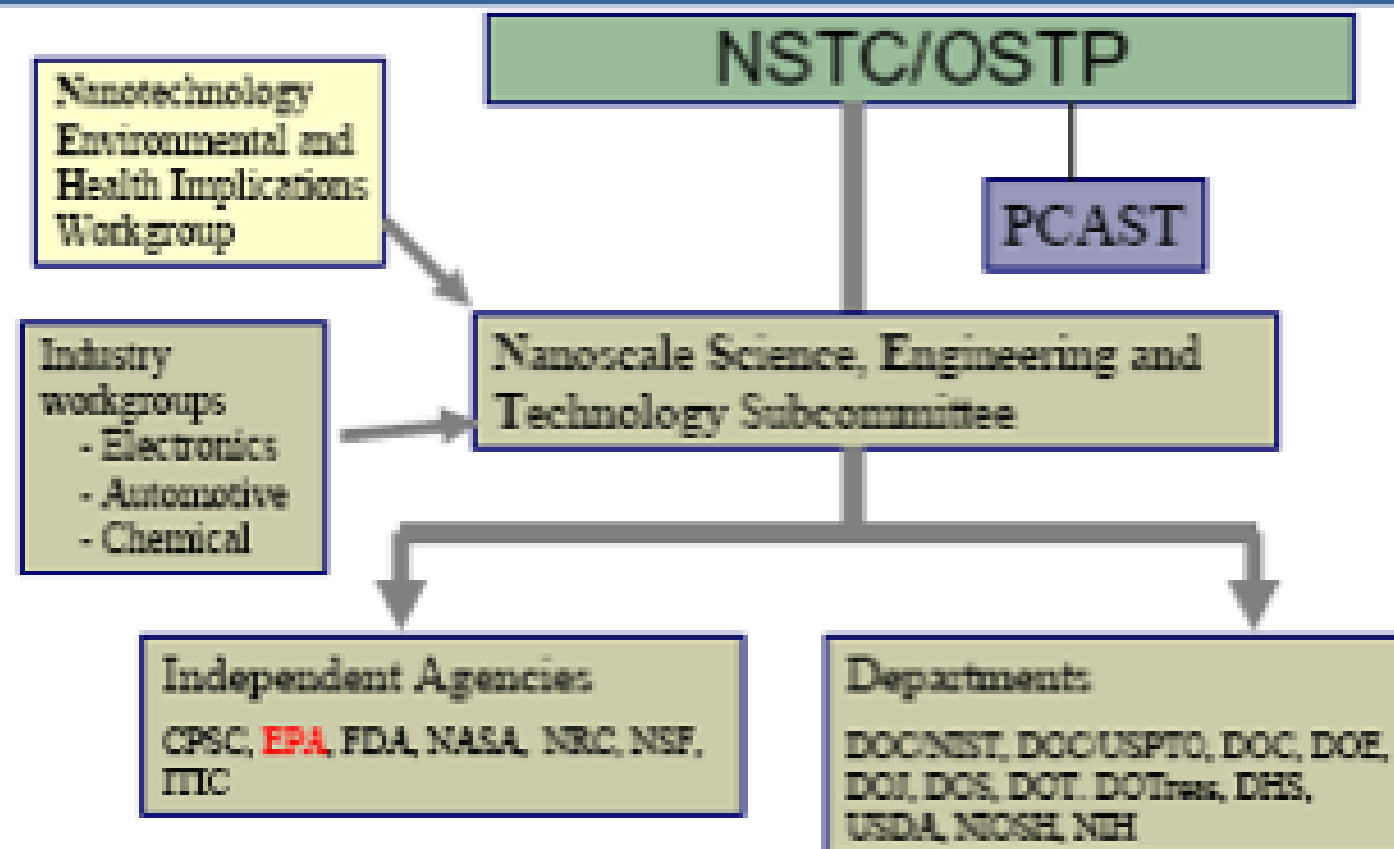 NSTC/OSTP
Nanotechnology
Environmental and
Health Implications
Workgroup
PCAST
Industry
workgroups
- Electronics
- Automotive
- Chemical
Nanoscale Science, Engineering and
Technology Subcommittee
Independent Agencies
CPSC, EPA, FDA, NASA, NRC, NSF,
Departments
DOC/NIST, DOC/USPTO, DOC, DOE,
DOI, DOS, DOT. DOTreas, DHS,
USDA, NIOSH, NIH